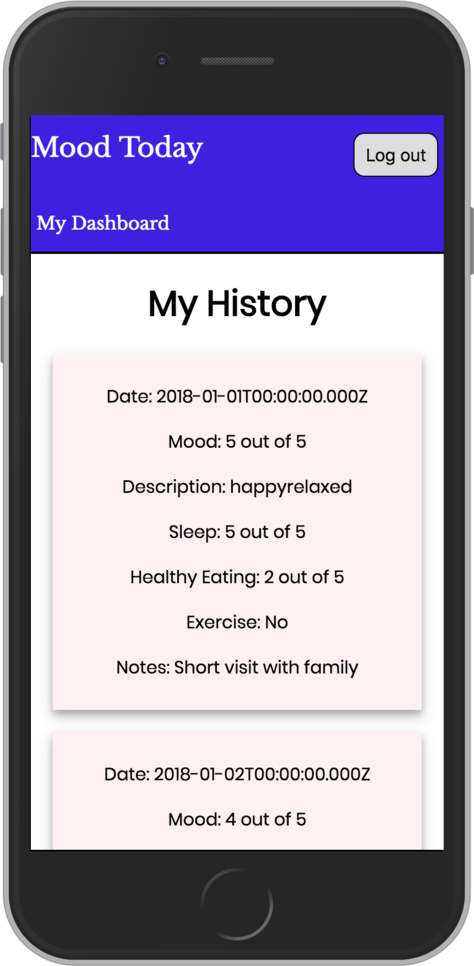 Mood Today
Log out
My Dashboard
My History
Date: 2018-01-01T00:00:00.000Z
Mood: 5 out of 5
Description: happyrelaxed
Sleep: 5 out of 5
Healthy Eating: 2 out of 5
Exercise: No
Notes: Short visit with family
Date: 2018-01-02T00:00:00.000Z
Mood: 4 out of 5